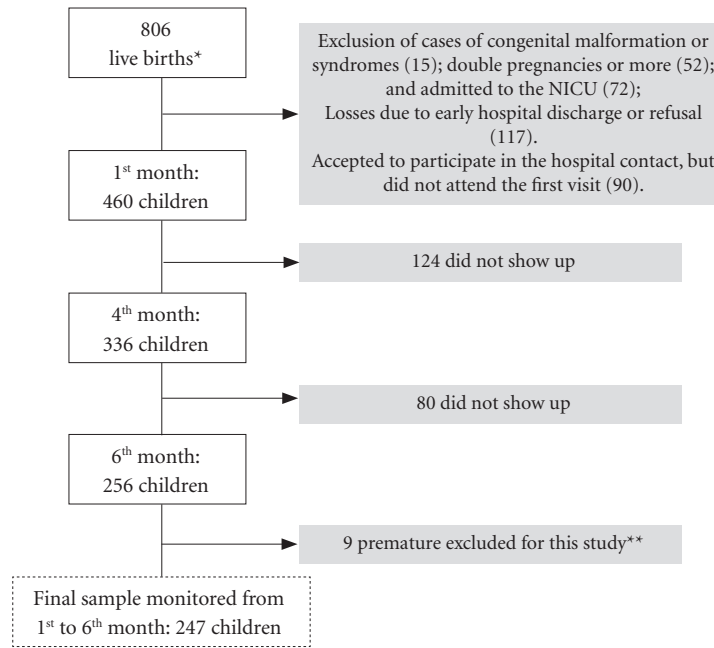 806
live births*
Exclusion of cases of congenital malformation or
syndromes (15); double pregnancies or more (52);
and admitted to the NICU (72);
Losses due to early hospital discharge or refusal
(117).
Accepted to participate in the hospital contact, but
did not attend the first visit (90).
1st month:
460 children
124 did not show up
4th month:
336 children
80 did not show up
6th month:
256 children
9 premature excluded for this study**
Final sample monitored from
1st to 6th month: 247 children